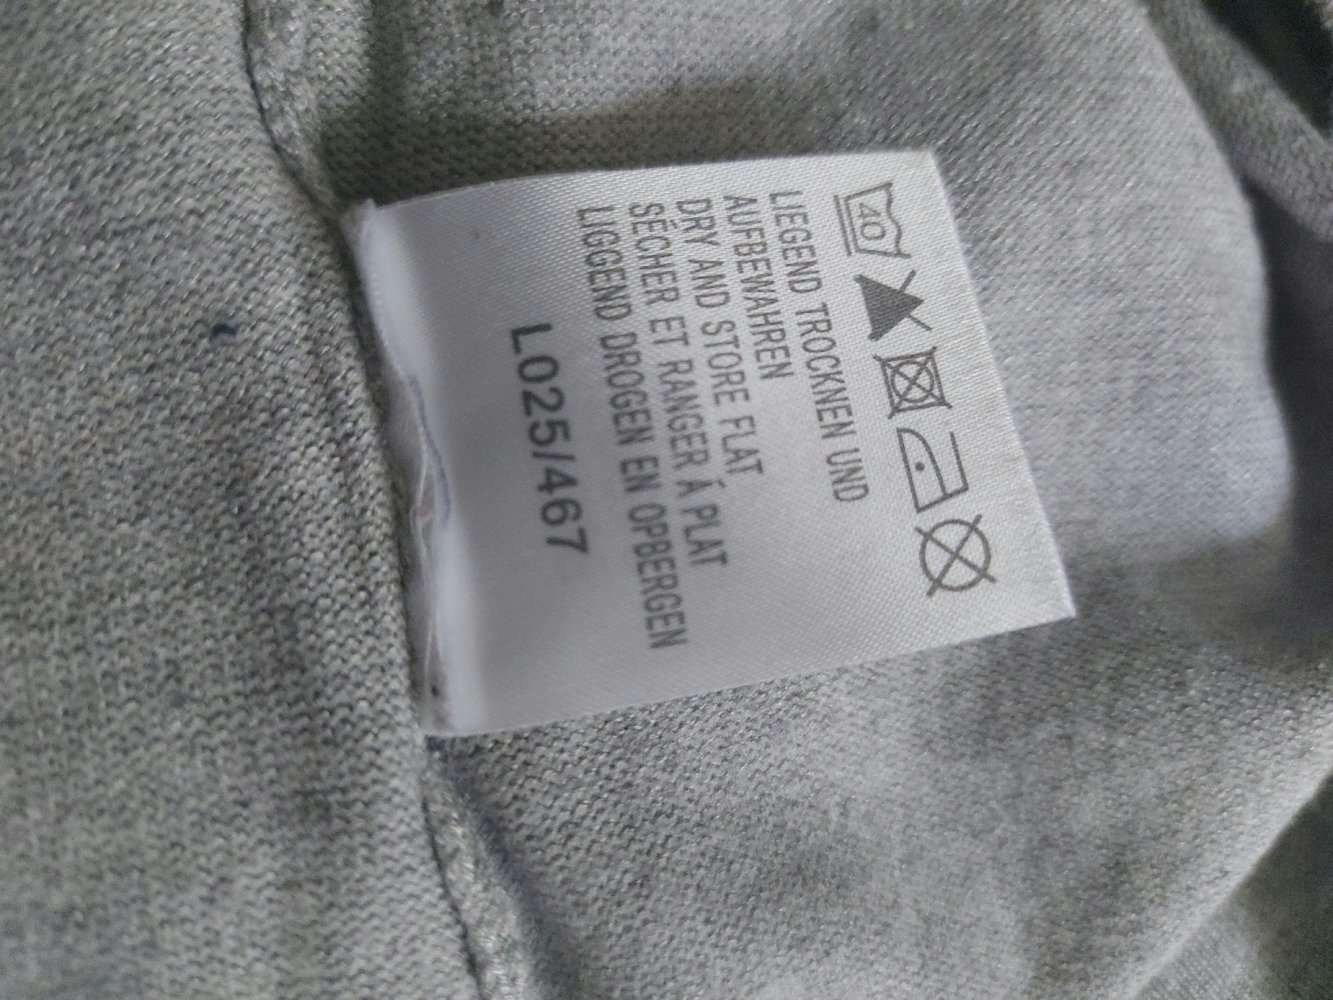 40
LIEGEND TROCKNEN UND
AUFBEWAHREN
DRY AND STORE FLAT
SÉCHER ET RANGER Á PLAT
LIGGEND DROGEN EN OPBERGEN
L025/467